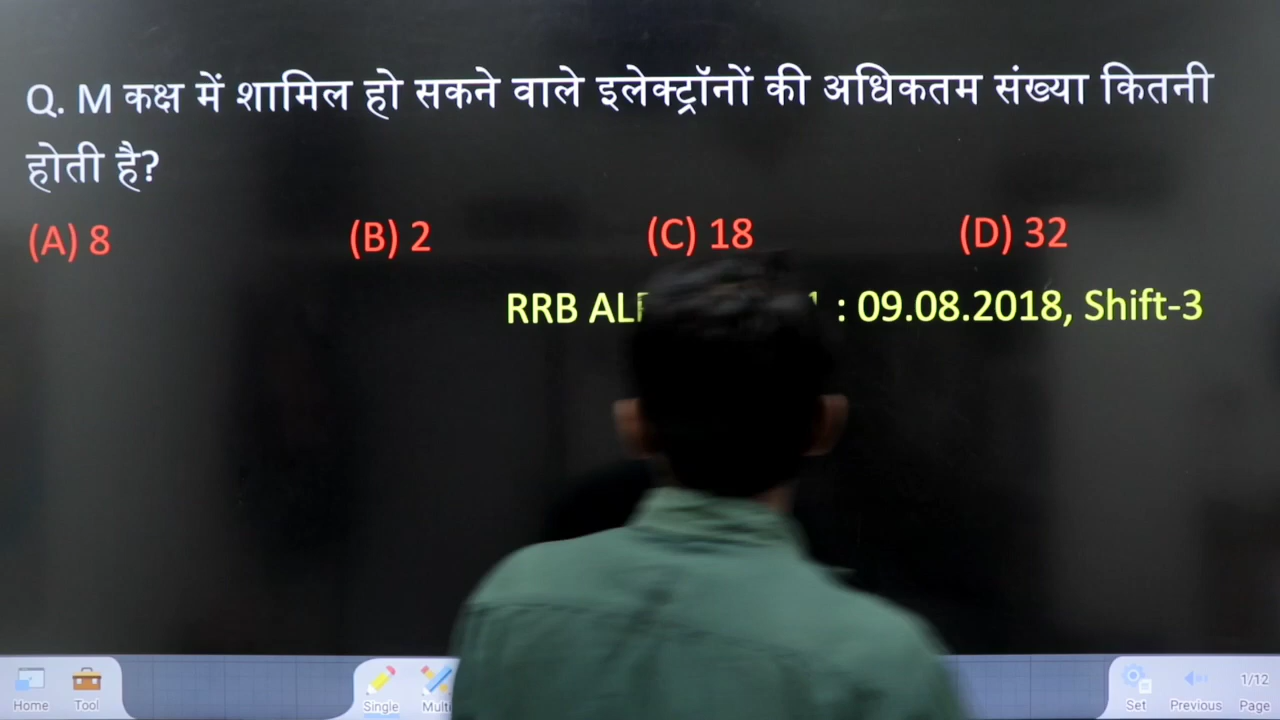 Q. M कक्ष में शामिल हो सकने वाले इलेक्ट्रॉनों की अधिकतम संख्या कितनी
होती है?
(A) 8 (B) 2 (C) 18 (D) 32
RRB : 09.08.2018, Shift-3
Home Tool Single Set Previous 1/12 Page